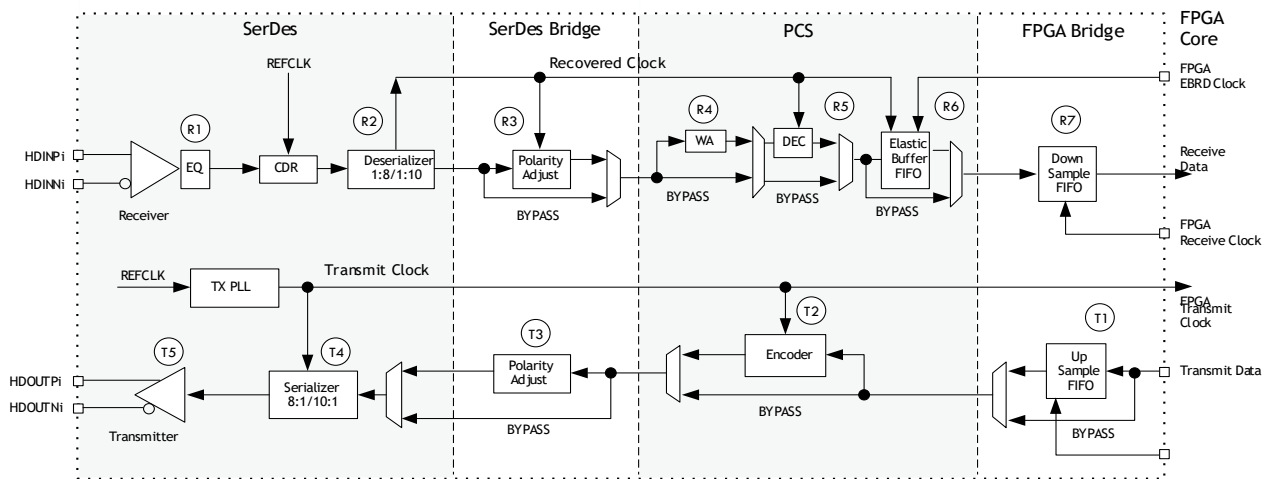 SerDes
SerDes Bridge
PCS
FPGA Bridge
FPGA
Core
REFCLK
Recovered Clock
FPGA
EBRD Clock
R1
R2
R3
R4
R5
R6
R7
HDINPi
HDINNi
EQ
CDR
Deserializer
1:8/1:10
Polarity
Adjust
WA
DEC
Elastic
Buffer
FIFO
Down
Sample
FIFO
Receive
Data
Receiver
BYPASS
BYPASS
BYPASS
BYPASS
FPGA
Receive Clock
REFCLK
TX PLL
Transmit Clock
FPGA
Transmit
Clock
T5
T4
T3
T2
T1
HDOUTPi
HDOUTNi
Serializer
8:1/10:1
Polarity
Adjust
Encoder
Up
Sample
FIFO
Transmit Data
Transmitter
BYPASS
BYPASS
BYPASS